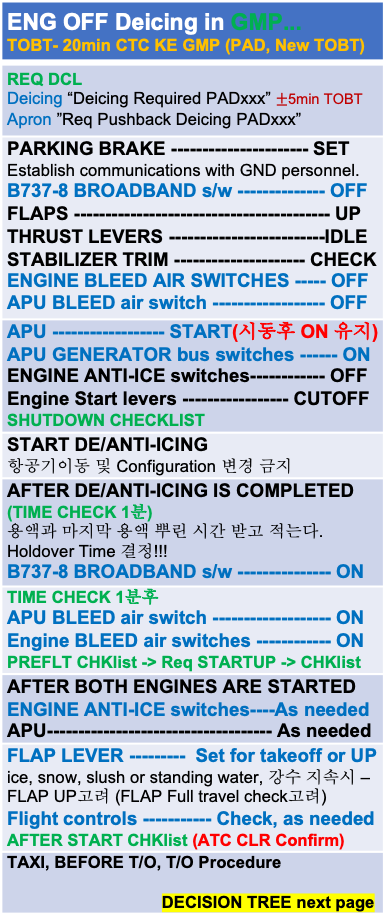 ENG OFF Deicing in GMP...
TOBT- 20min CTC KE GMP (PAD, New TOBT)
REQ DCL
Deicing “Deicing Required PADxxx” ±5min TOBT
Apron ”Req Pushback Deicing PADxxx”
PARKING BRAKE ---------------------- SET
Establish communications with GND personnel.
B737-8 BROADBAND s/w -------------- OFF
FLAPS ----------------------------------------- UP
THRUST LEVERS -------------------------IDLE
STABILIZER TRIM --------------------- CHECK
ENGINE BLEED AIR SWITCHES ----- OFF
APU BLEED air switch ------------------ OFF
APU ------------------ START(시동후 ON 유지)
APU GENERATOR bus switches ------ ON
ENGINE ANTI-ICE switches------------ OFF
Engine Start levers ----------------- CUTOFF
SHUTDOWN CHECKLIST
START DE/ANTI-ICING
항공기이동 및 Configuration 변경 금지
AFTER DE/ANTI-ICING IS COMPLETED
(TIME CHECK 1분)
용액과 마지막 용액 뿌린 시간 받고 적는다.
Holdover Time 결정!!!
B737-8 BROADBAND s/w --------------- ON
TIME CHECK 1분후
APU BLEED air switch ------------------- ON
Engine BLEED air switches ------------ ON
PREFLT CHKlist -> Req STARTUP -> CHKlist
AFTER BOTH ENGINES ARE STARTED
ENGINE ANTI-ICE switches----As needed
APU------------------------------------ As needed
FLAP LEVER --------- Set for takeoff or UP
ice, snow, slush or standing water, 강수 지속시 –
FLAP UP고려 (FLAP Full travel check고려)
Flight controls ----------- Check, as needed
AFTER START CHKlist (ATC CLR Confirm)
TAXI, BEFORE T/O, T/O Procedure
DECISION TREE next page